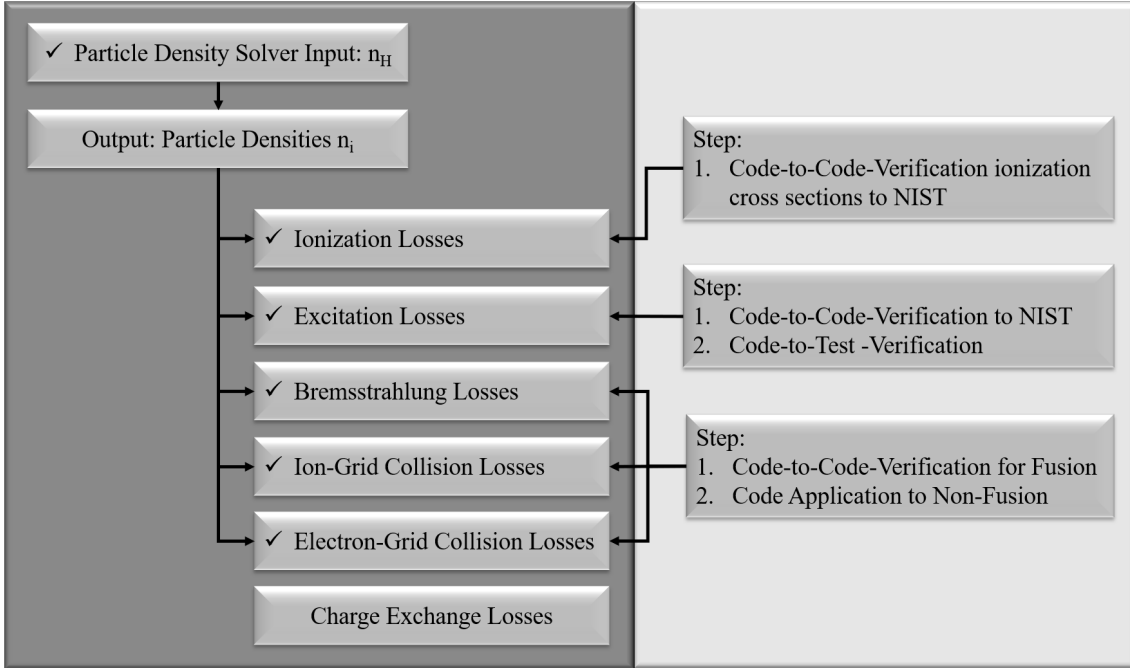 ✓ Particle Density Solver Input: n_H
Output: Particle Densities n_i
✓ Ionization Losses
✓ Excitation Losses
✓ Bremsstrahlung Losses
✓ Ion-Grid Collision Losses
✓ Electron-Grid Collision Losses
Charge Exchange Losses
Step:
1. Code-to-Code-Verification ionization
cross sections to NIST
Step:
1. Code-to-Code-Verification to NIST
2. Code-to-Test -Verification
Step:
1. Code-to-Code-Verification for Fusion
2. Code Application to Non-Fusion